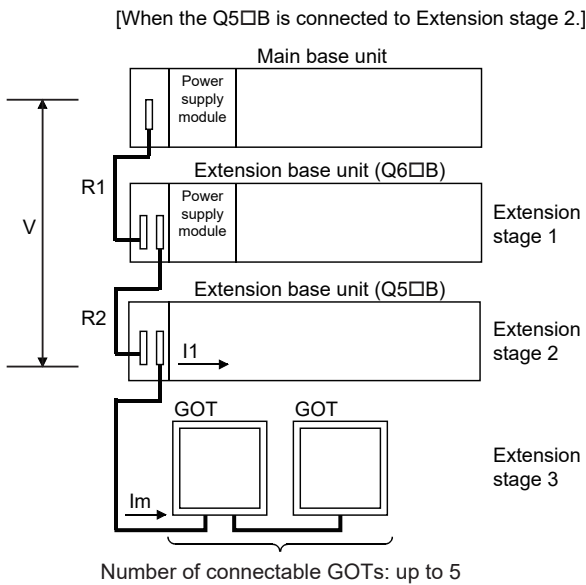 [When the Q5□B is connected to Extension stage 2.]
Main base unit
Power
supply
module
R1
Extension base unit (Q6□B)
Power
supply
module
Extension
stage 1
V
R2
Extension base unit (Q5□B)
I1
Extension
stage 2
GOT
GOT
Extension
stage 3
Im
Number of connectable GOTs: up to 5